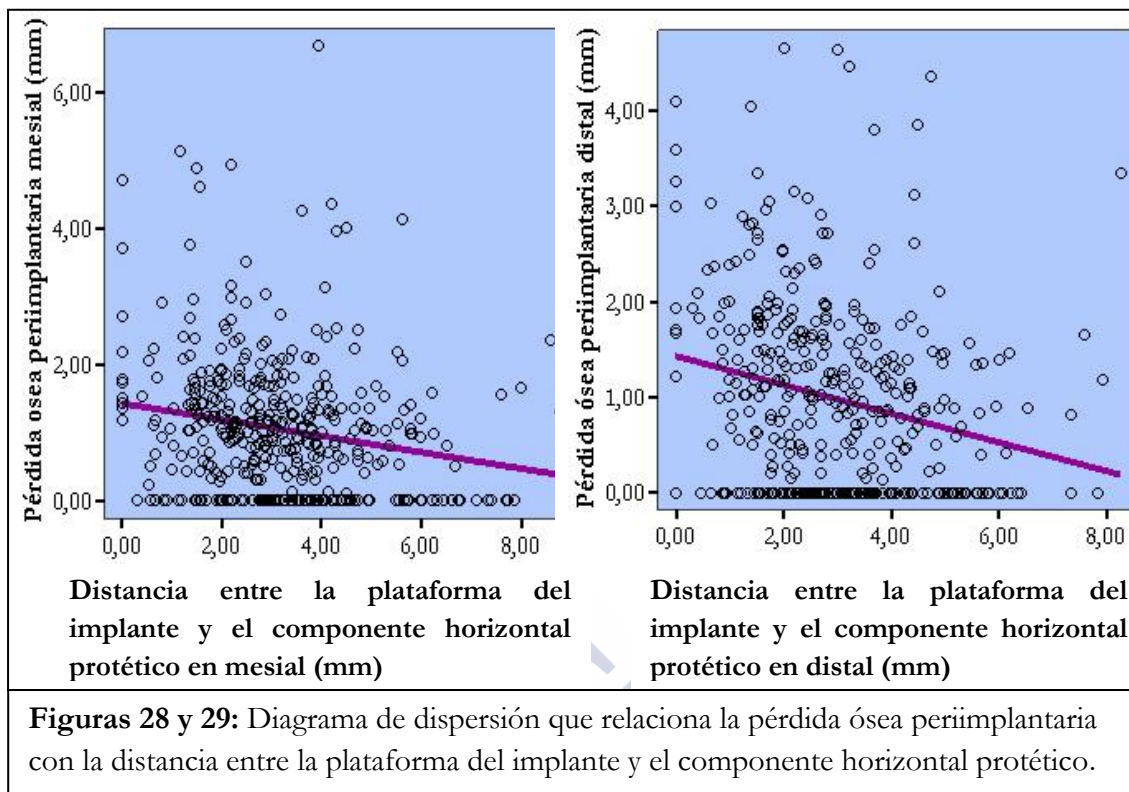 Pérdida ósea periimplantaria mesial (mm)
6,00
4,00
2,00
0,00
0,00 2,00 4,00 6,00 8,00
Distancia entre la plataforma del
implante y el componente horizontal
protético en mesial (mm)
Pérdida ósea periimplantaria distal (mm)
4,00
3,00
2,00
1,00
0,00
0,00 2,00 4,00 6,00 8,00
Distancia entre la plataforma del
implante y el componente horizontal
protético en distal (mm)
Figuras 28 y 29: Diagrama de dispersión que relaciona la pérdida ósea periimplantaria
con la distancia entre la plataforma del implante y el componente horizontal protético.